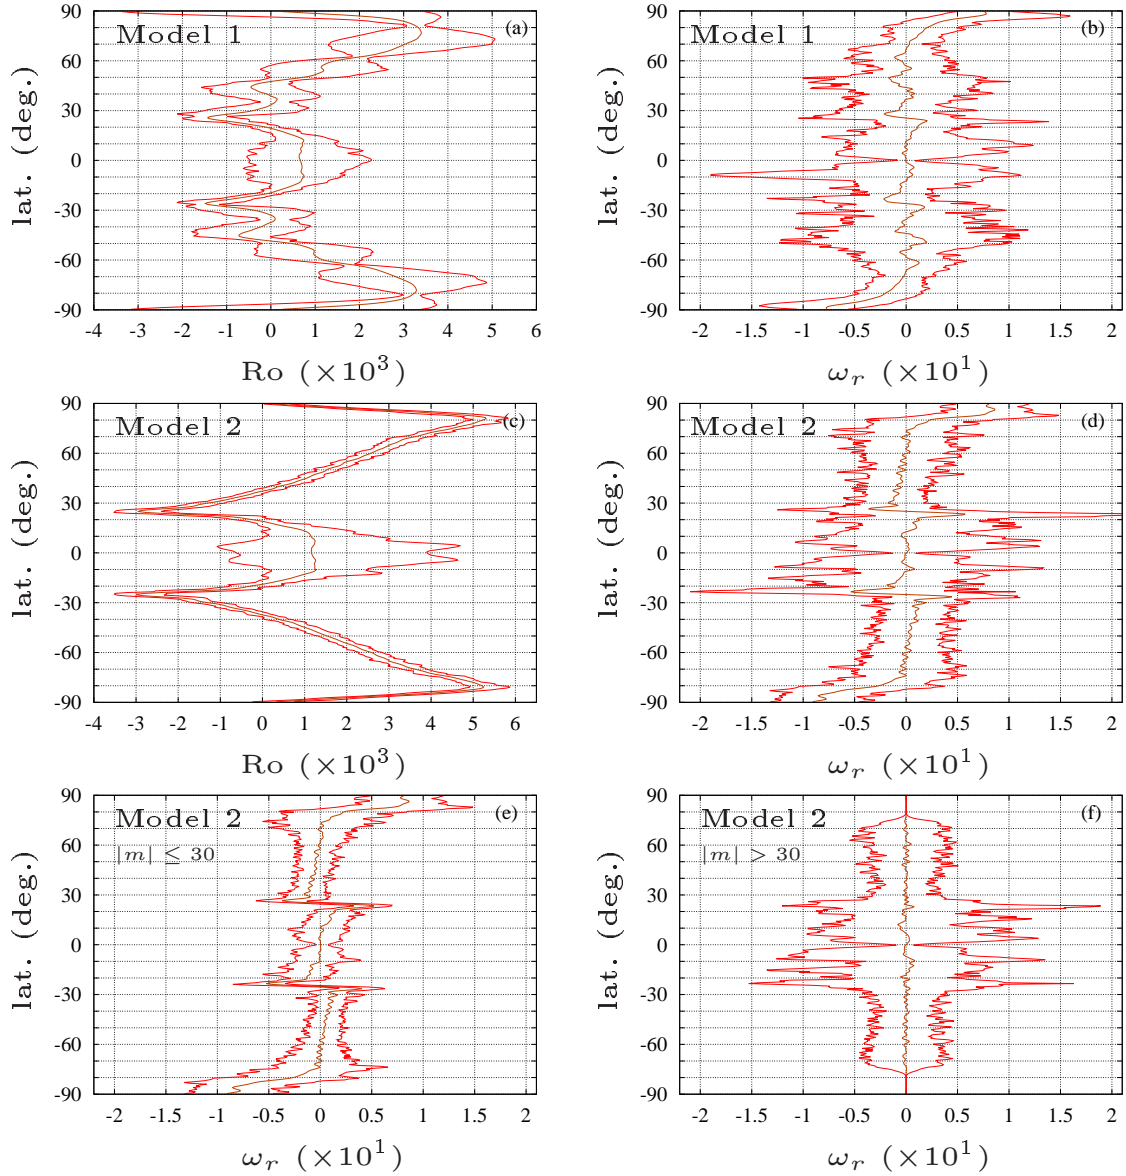 Model 1
(a)
90
60
30
0
-30
-60
-90
lat. (deg.)
-4 -3 -2 -1 0 1 2 3 4 5 6
Ro (×10³)
Model 1
(b)
90
60
30
0
-30
-60
-90
lat. (deg.)
-2 -1.5 -1 -0.5 0 0.5 1 1.5 2
ω_r (×10¹)
Model 2
(c)
90
60
30
0
-30
-60
-90
lat. (deg.)
-4 -3 -2 -1 0 1 2 3 4 5 6
Ro (×10³)
Model 2
(d)
90
60
30
0
-30
-60
-90
lat. (deg.)
-2 -1.5 -1 -0.5 0 0.5 1 1.5 2
ω_r (×10¹)
Model 2
(e)
|m| ≤ 30
90
60
30
0
-30
-60
-90
lat. (deg.)
-2 -1.5 -1 -0.5 0 0.5 1 1.5 2
ω_r (×10¹)
Model 2
(f)
|m| > 30
90
60
30
0
-30
-60
-90
lat. (deg.)
-2 -1.5 -1 -0.5 0 0.5 1 1.5 2
ω_r (×10¹)